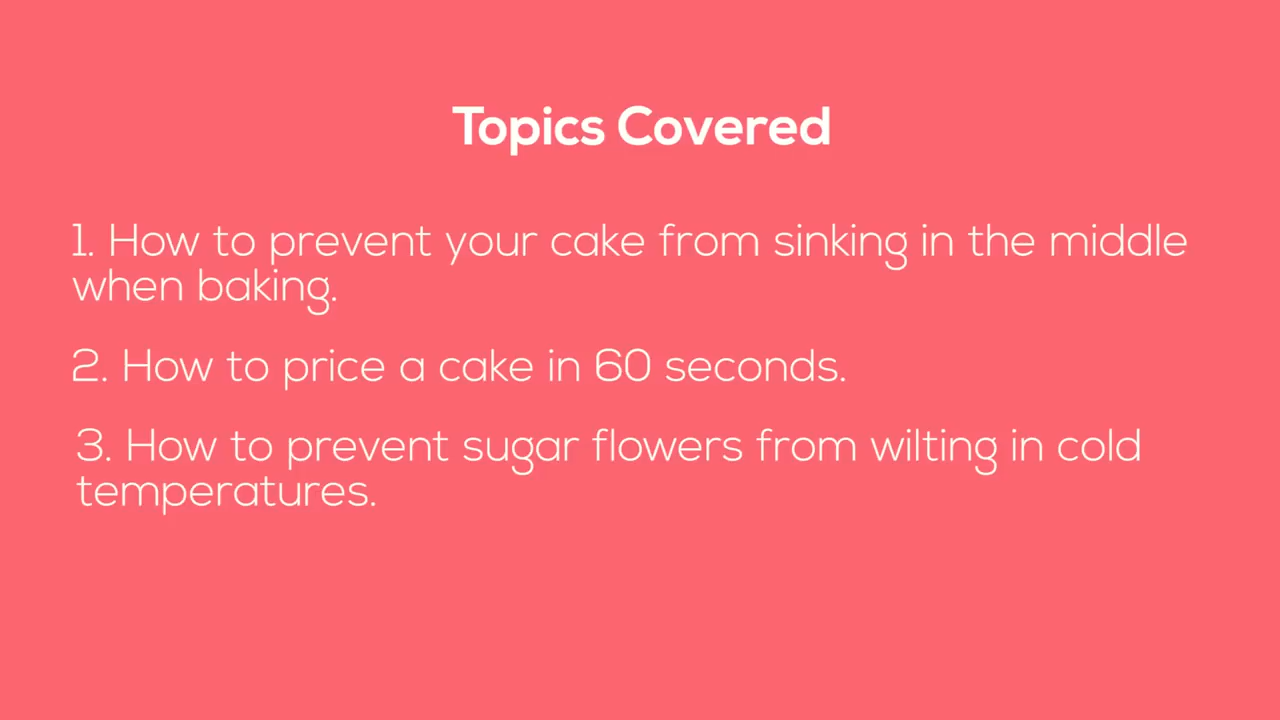 Topics Covered
1. How to prevent your cake from sinking in the middle
when baking.
2. How to price a cake in 60 seconds.
3. How to prevent sugar flowers from wilting in cold
temperatures.